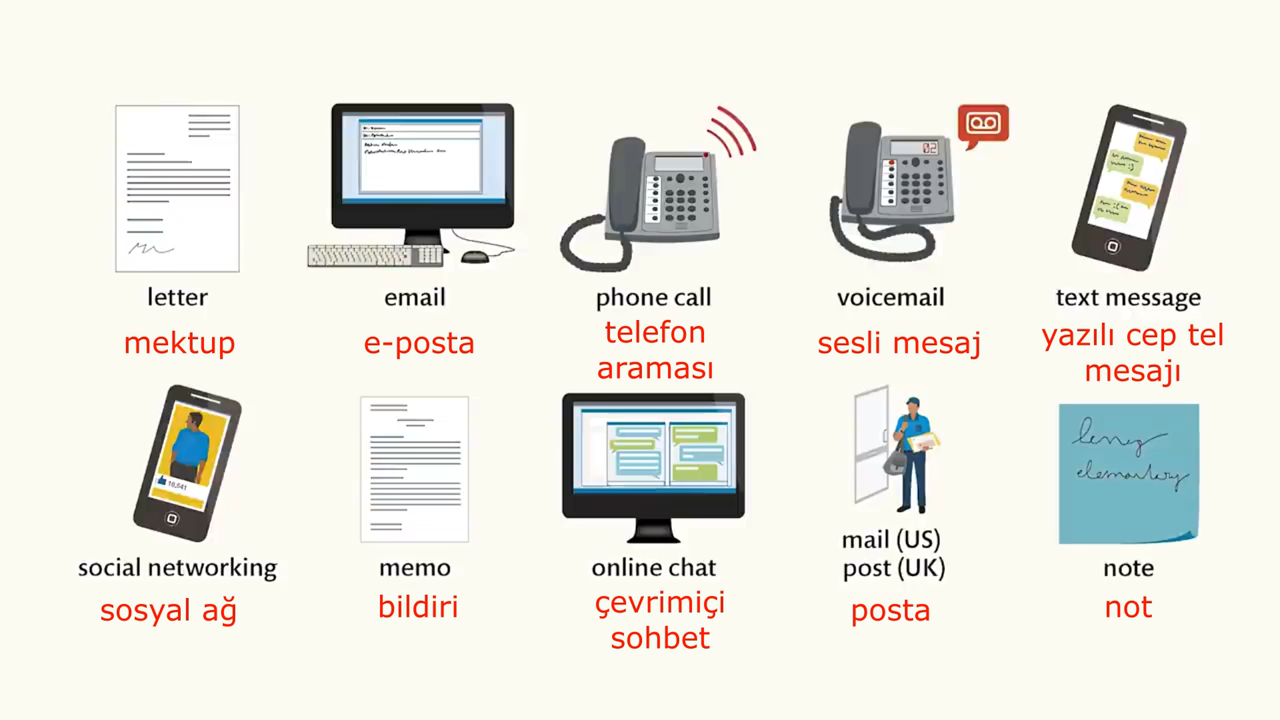 letter
email
phone call
voicemail
text message
mektup
e-posta
telefon
araması
sesli mesaj
yazılı cep tel
mesajı
social networking
memo
online chat
mail (US)
post (UK)
note
sosyal ağ
bildiri
çevrimiçi
sohbet
posta
not
02